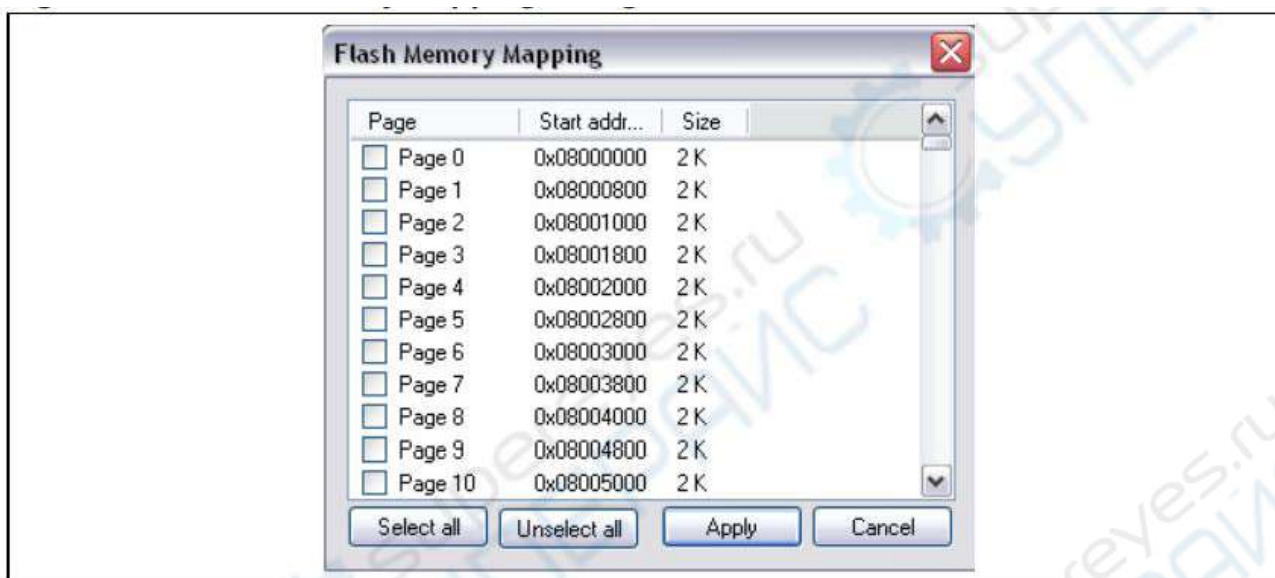 Flash Memory Mapping
Page Start addr... Size
Page 0 0x08000000 2 K
Page 1 0x08000800 2 K
Page 2 0x08001000 2 K
Page 3 0x08001800 2 K
Page 4 0x08002000 2 K
Page 5 0x08002800 2 K
Page 6 0x08003000 2 K
Page 7 0x08003800 2 K
Page 8 0x08004000 2 K
Page 9 0x08004800 2 K
Page 10 0x08005000 2 K
Select all Unselect all Apply Cancel